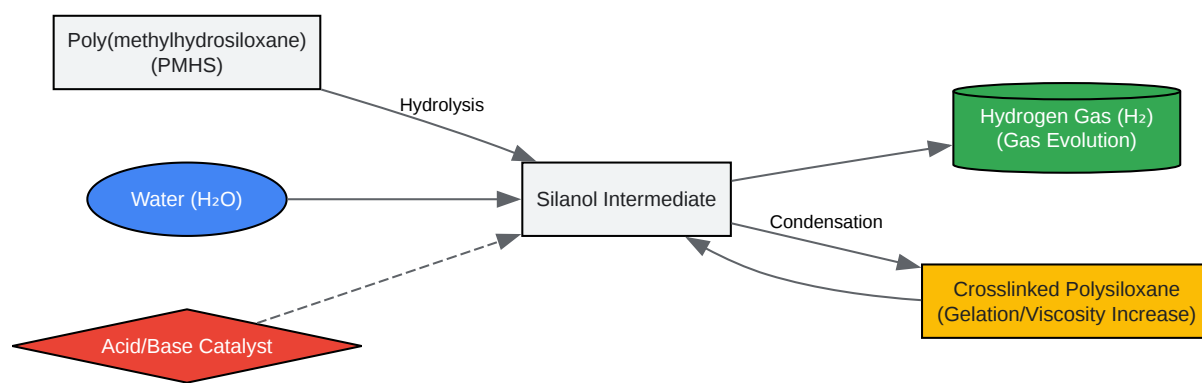 Poly(methylhydrosiloxane)
(PMHS)
Hydrolysis
Water (H₂O)
Acid/Base Catalyst
Silanol Intermediate
Hydrogen Gas (H₂)
(Gas Evolution)
Condensation
Crosslinked Polysiloxane
(Gelation/Viscosity Increase)